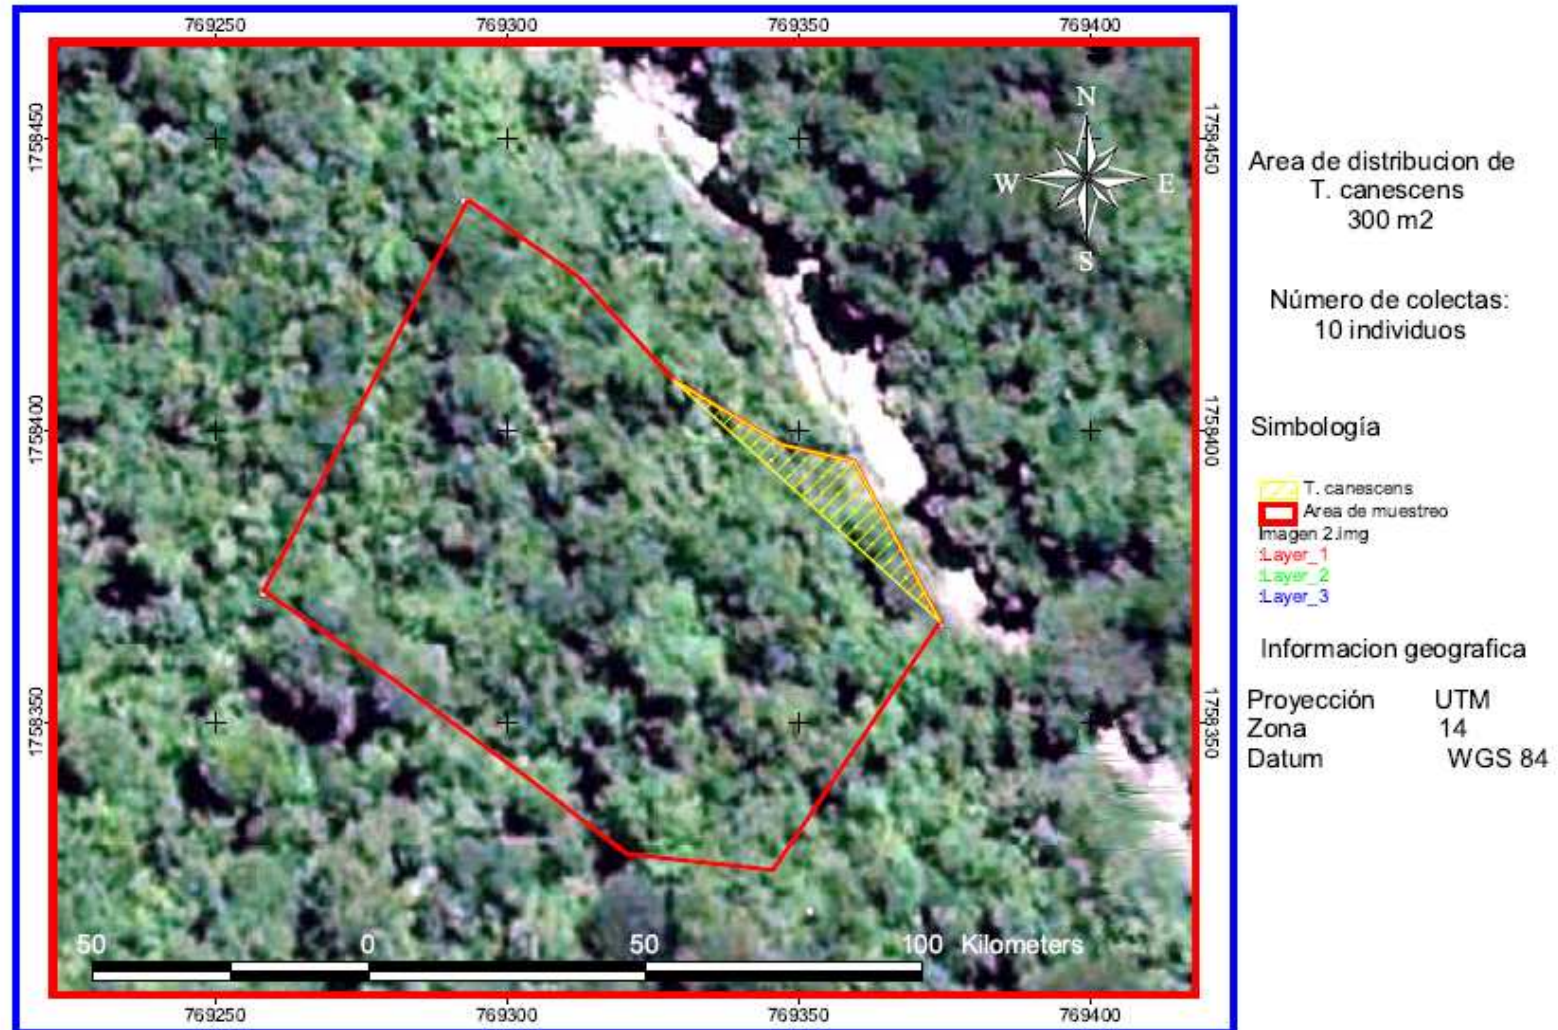 769250 769300 769350 769400
1758450 1758450
1758400 1758400
1758350 1758350
N
W E
S
50 0 50 100 Kilometers
769250 769300 769350 769400
Area de distribucion de
T. canescens
300 m2
Número de colectas:
10 individuos
Simbología
T. canescens
Area de muestreo
Imagen 2.img
:Layer_1
:Layer_2
:Layer_3
Informacion geografica
Proyección UTM
Zona 14
Datum WGS 84